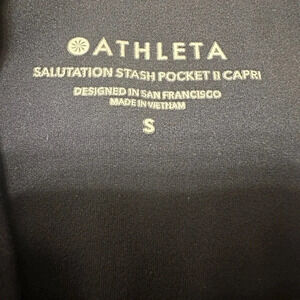 ATHLETA
SALUTATION STASH POCKET II CAPRI
DESIGNED IN SAN FRANCISCO
MADE IN VIETNAM
S